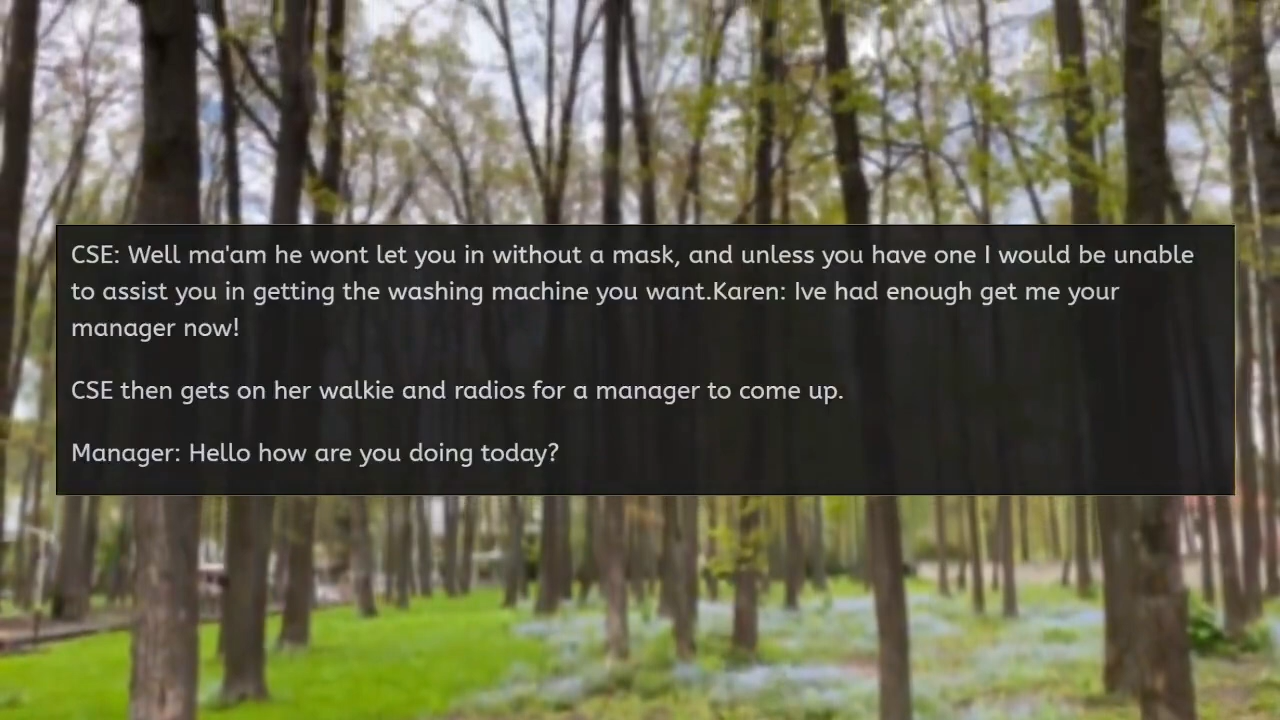 CSE: Well ma'am he wont let you in without a mask, and unless you have one I would be unable
to assist you in getting the washing machine you want.Karen: Ive had enough get me your
manager now!
CSE then gets on her walkie and radios for a manager to come up.
Manager: Hello how are you doing today?